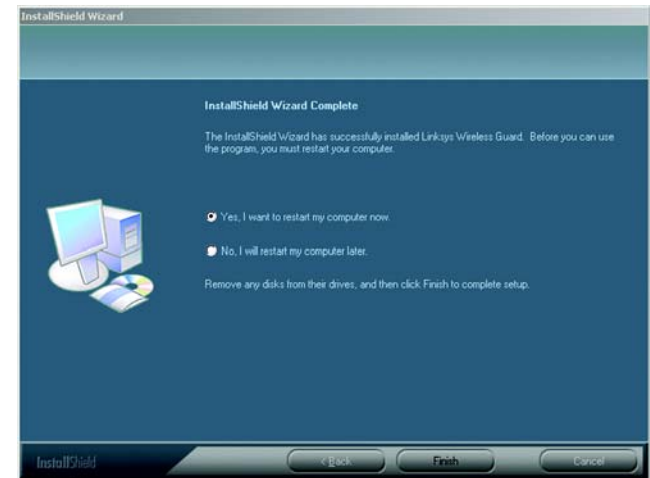 InstallShield Wizard
InstallShield Wizard Complete
The InstallShield Wizard has successfully installed Linksys Wireless Guard. Before you can use
the program, you must restart your computer.
Yes, I want to restart my computer now.
No, I will restart my computer later.
Remove any disks from their drives, and then click Finish to complete setup.
InstallShield
< Back
Finish
Cancel